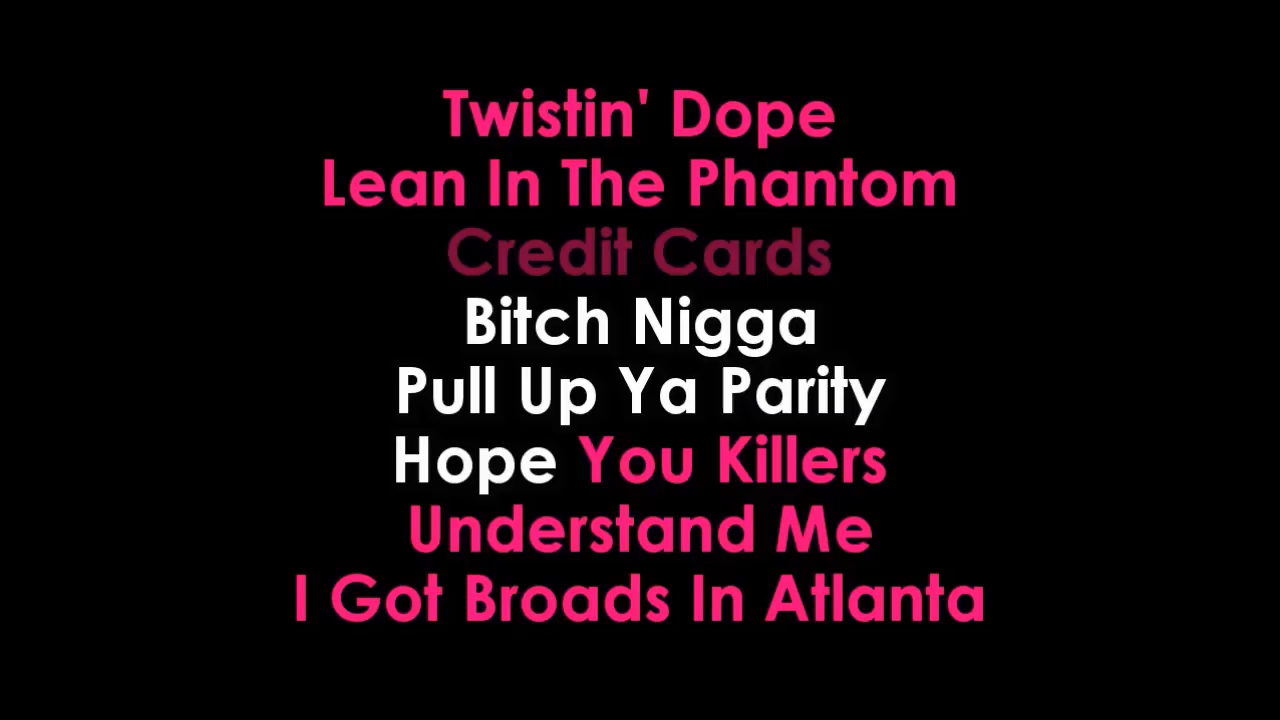 Twistin' Dope
Lean In The Phantom
Credit Cards
Bitch Nigga
Pull Up Ya Parity
Hope You Killers
Understand Me
I Got Broads In Atlanta